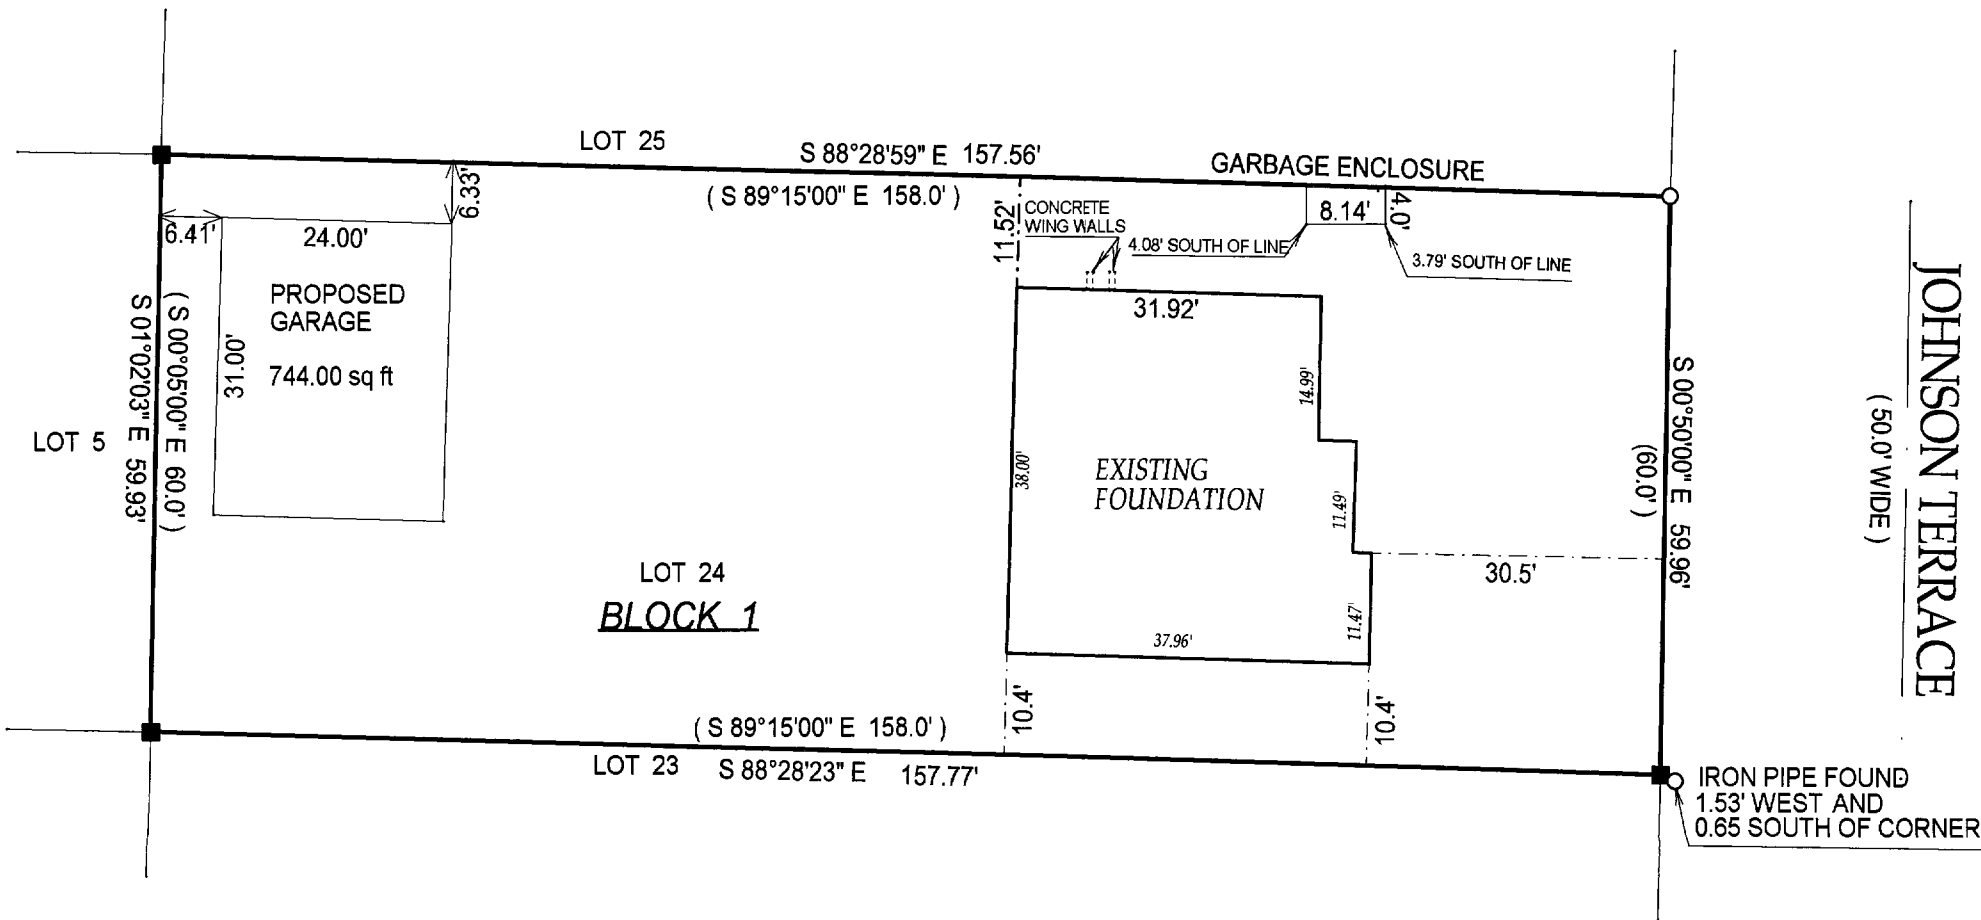 LOT 25
S 88°28'59" E 157.56'
( S 89°15'00" E 158.0' )
GARBAGE ENCLOSURE
6.33'
6.41'
24.00'
PROPOSED
GARAGE
744.00 sq ft
31.00'
11.52'
CONCRETE
WING WALLS
4.08' SOUTH OF LINE
8.14'
4.0'
3.79' SOUTH OF LINE
31.92'
14.99'
38.00'
EXISTING
FOUNDATION
11.49'
11.47'
37.96'
30.5'
LOT 5
S 01°02'03" E 59.93'
( S 00°05'00" E 60.0' )
S 00°50'00" E 59.96'
(60.0' )
JOHNSON TERRACE
( 50.0' WIDE )
LOT 24
BLOCK 1
10.4'
10.4'
( S 89°15'00" E 158.0' )
LOT 23 S 88°28'23" E 157.77'
IRON PIPE FOUND
1.53' WEST AND
0.65 SOUTH OF CORNER